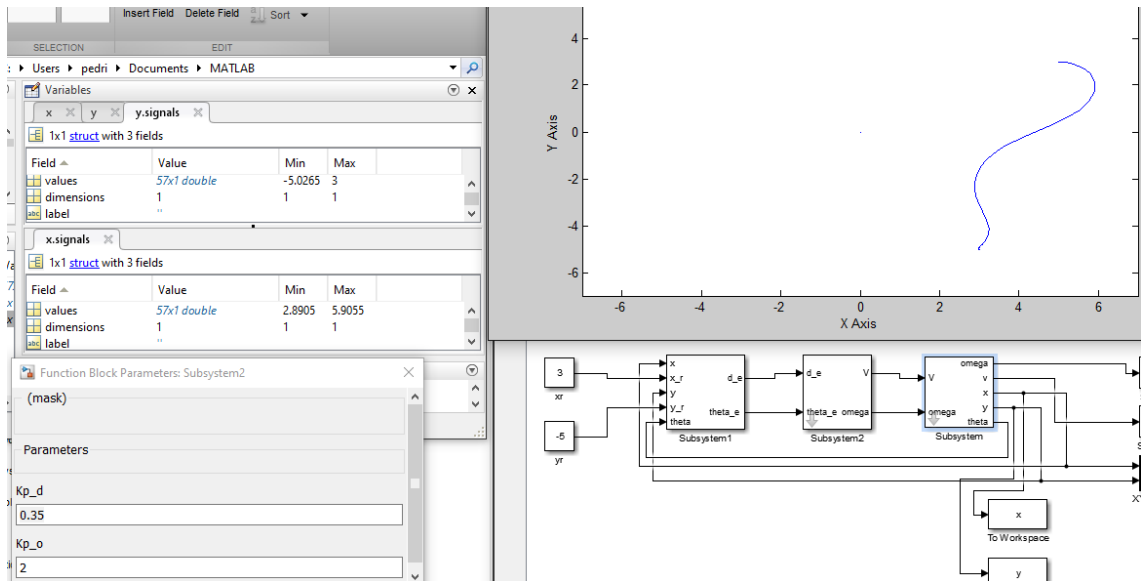 Insert Field Delete Field Sort
SELECTION EDIT
: Users pedri Documents MATLAB
Variables
x y y.signals
1x1 struct with 3 fields
Field Value Min Max
values 57x1 double -5.0265 3
dimensions 1 1 1
abc label ''
x.signals
1x1 struct with 3 fields
Field Value Min Max
values 57x1 double 2.8905 5.9055
dimensions 1 1 1
abc label ''
Function Block Parameters: Subsystem2
(mask)
Parameters
Kp_d
0.35
Kp_o
2
4
2
0
-2
-4
-6
Y Axis
-6 -4 -2 0 2 4 6
X Axis
3
xr
-5
yr
x
x_r
y
y_r
theta
d_e
theta_e
Subsystem1
d_e
theta_e
V
omega
Subsystem2
V
omega
omega
v
x
y
theta
Subsystem
x
To Workspace
y
S
XY